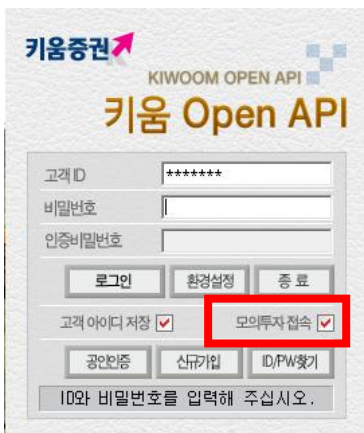 키움증권
KIWOOM OPEN API
키움 Open API
고객 ID *******
비밀번호
인증비밀번호
로그인 환경설정 종 료
고객 아이디 저장 모의투자 접속
공인인증 신규가입 ID/PW찾기
ID와 비밀번호를 입력해 주십시오.